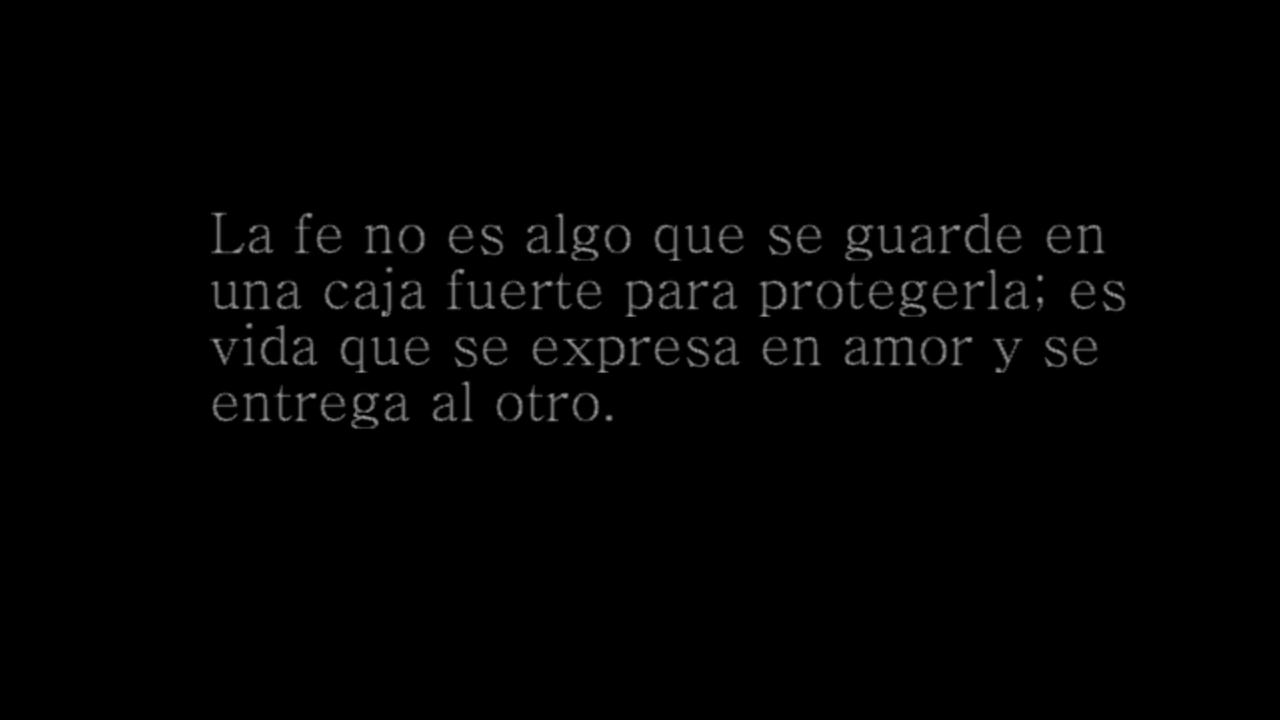 La fe no es algo que se guarde en
una caja fuerte para protegerla; es
vida que se expresa en amor y se
entrega al otro.